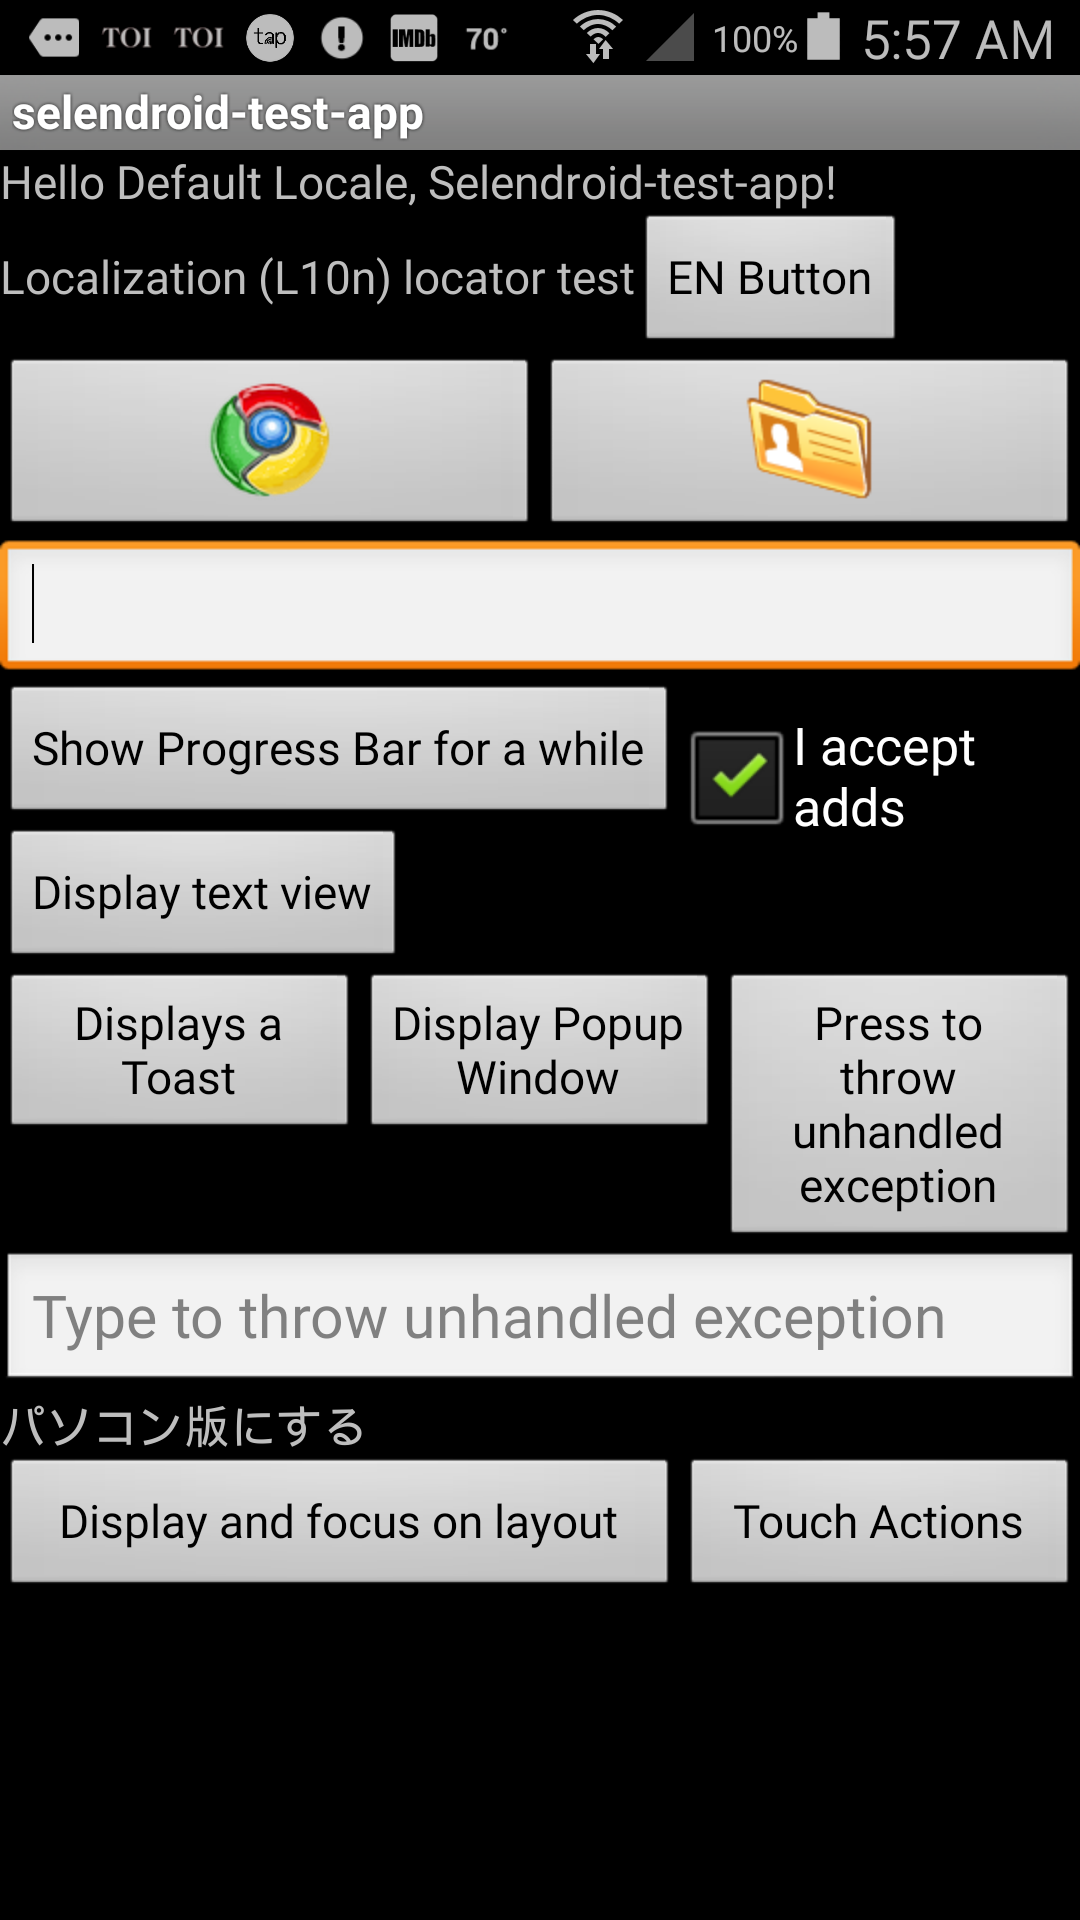 TOI TOI tap IMDb 70° 100% 5:57 AM
selendroid-test-app
Hello Default Locale, Selendroid-test-app!
Localization (L10n) locator test EN Button
Show Progress Bar for a while
I accept
adds
Display text view
Displays a
Toast
Display Popup
Window
Press to
throw
unhandled
exception
Type to throw unhandled exception
パソコン版にする
Display and focus on layout
Touch Actions